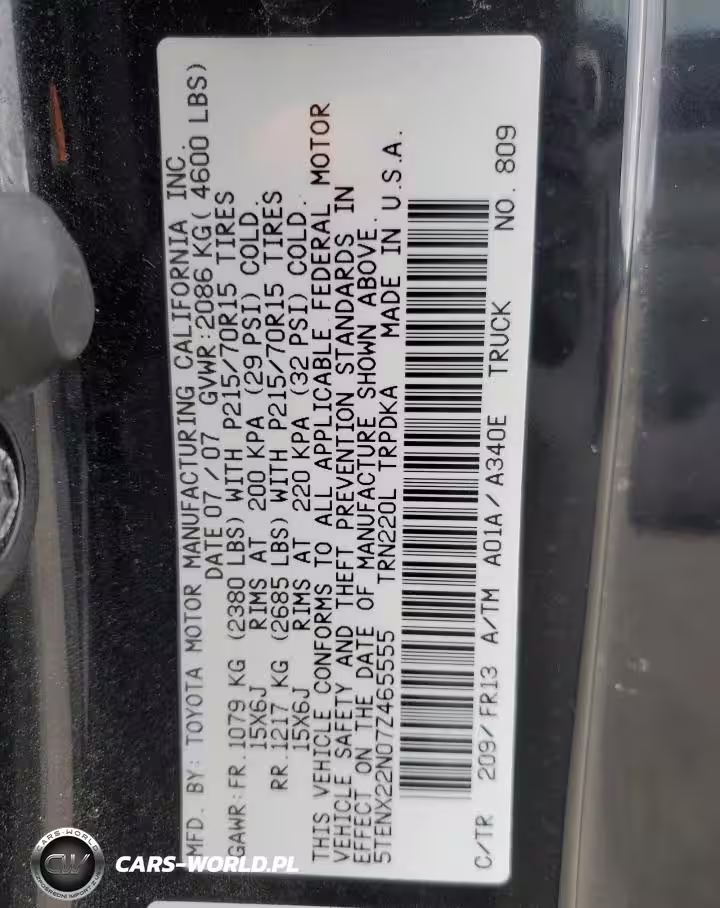 MFD. BY: TOYOTA MOTOR MANUFACTURING CALIFORNIA INC.
DATE 07/07 GVWR:2086 KG( 4600 LBS)
GAWR:FR.1079 KG (2380 LBS) WITH P215/70R15 TIRES
15X6J RIMS AT 200 KPA (29 PSI) COLD
RR.1217 KG (2685 LBS) WITH P215/70R15 TIRES
15X6J RIMS AT 220 KPA (32 PSI) COLD.
THIS VEHICLE CONFORMS TO ALL APPLICABLE FEDERAL MOTOR
VEHICLE SAFETY AND THEFT PREVENTION STANDARDS IN
EFFECT ON THE DATE OF MANUFACTURE SHOWN ABOVE.
5TENX22N07Z465555 TRN220L TRPDKA MADE IN U.S.A.
C/TR 209/FR13 A/TM A01A/A340E TRUCK NO. 809
CARS-WORLD
CARS-WORLD.PL